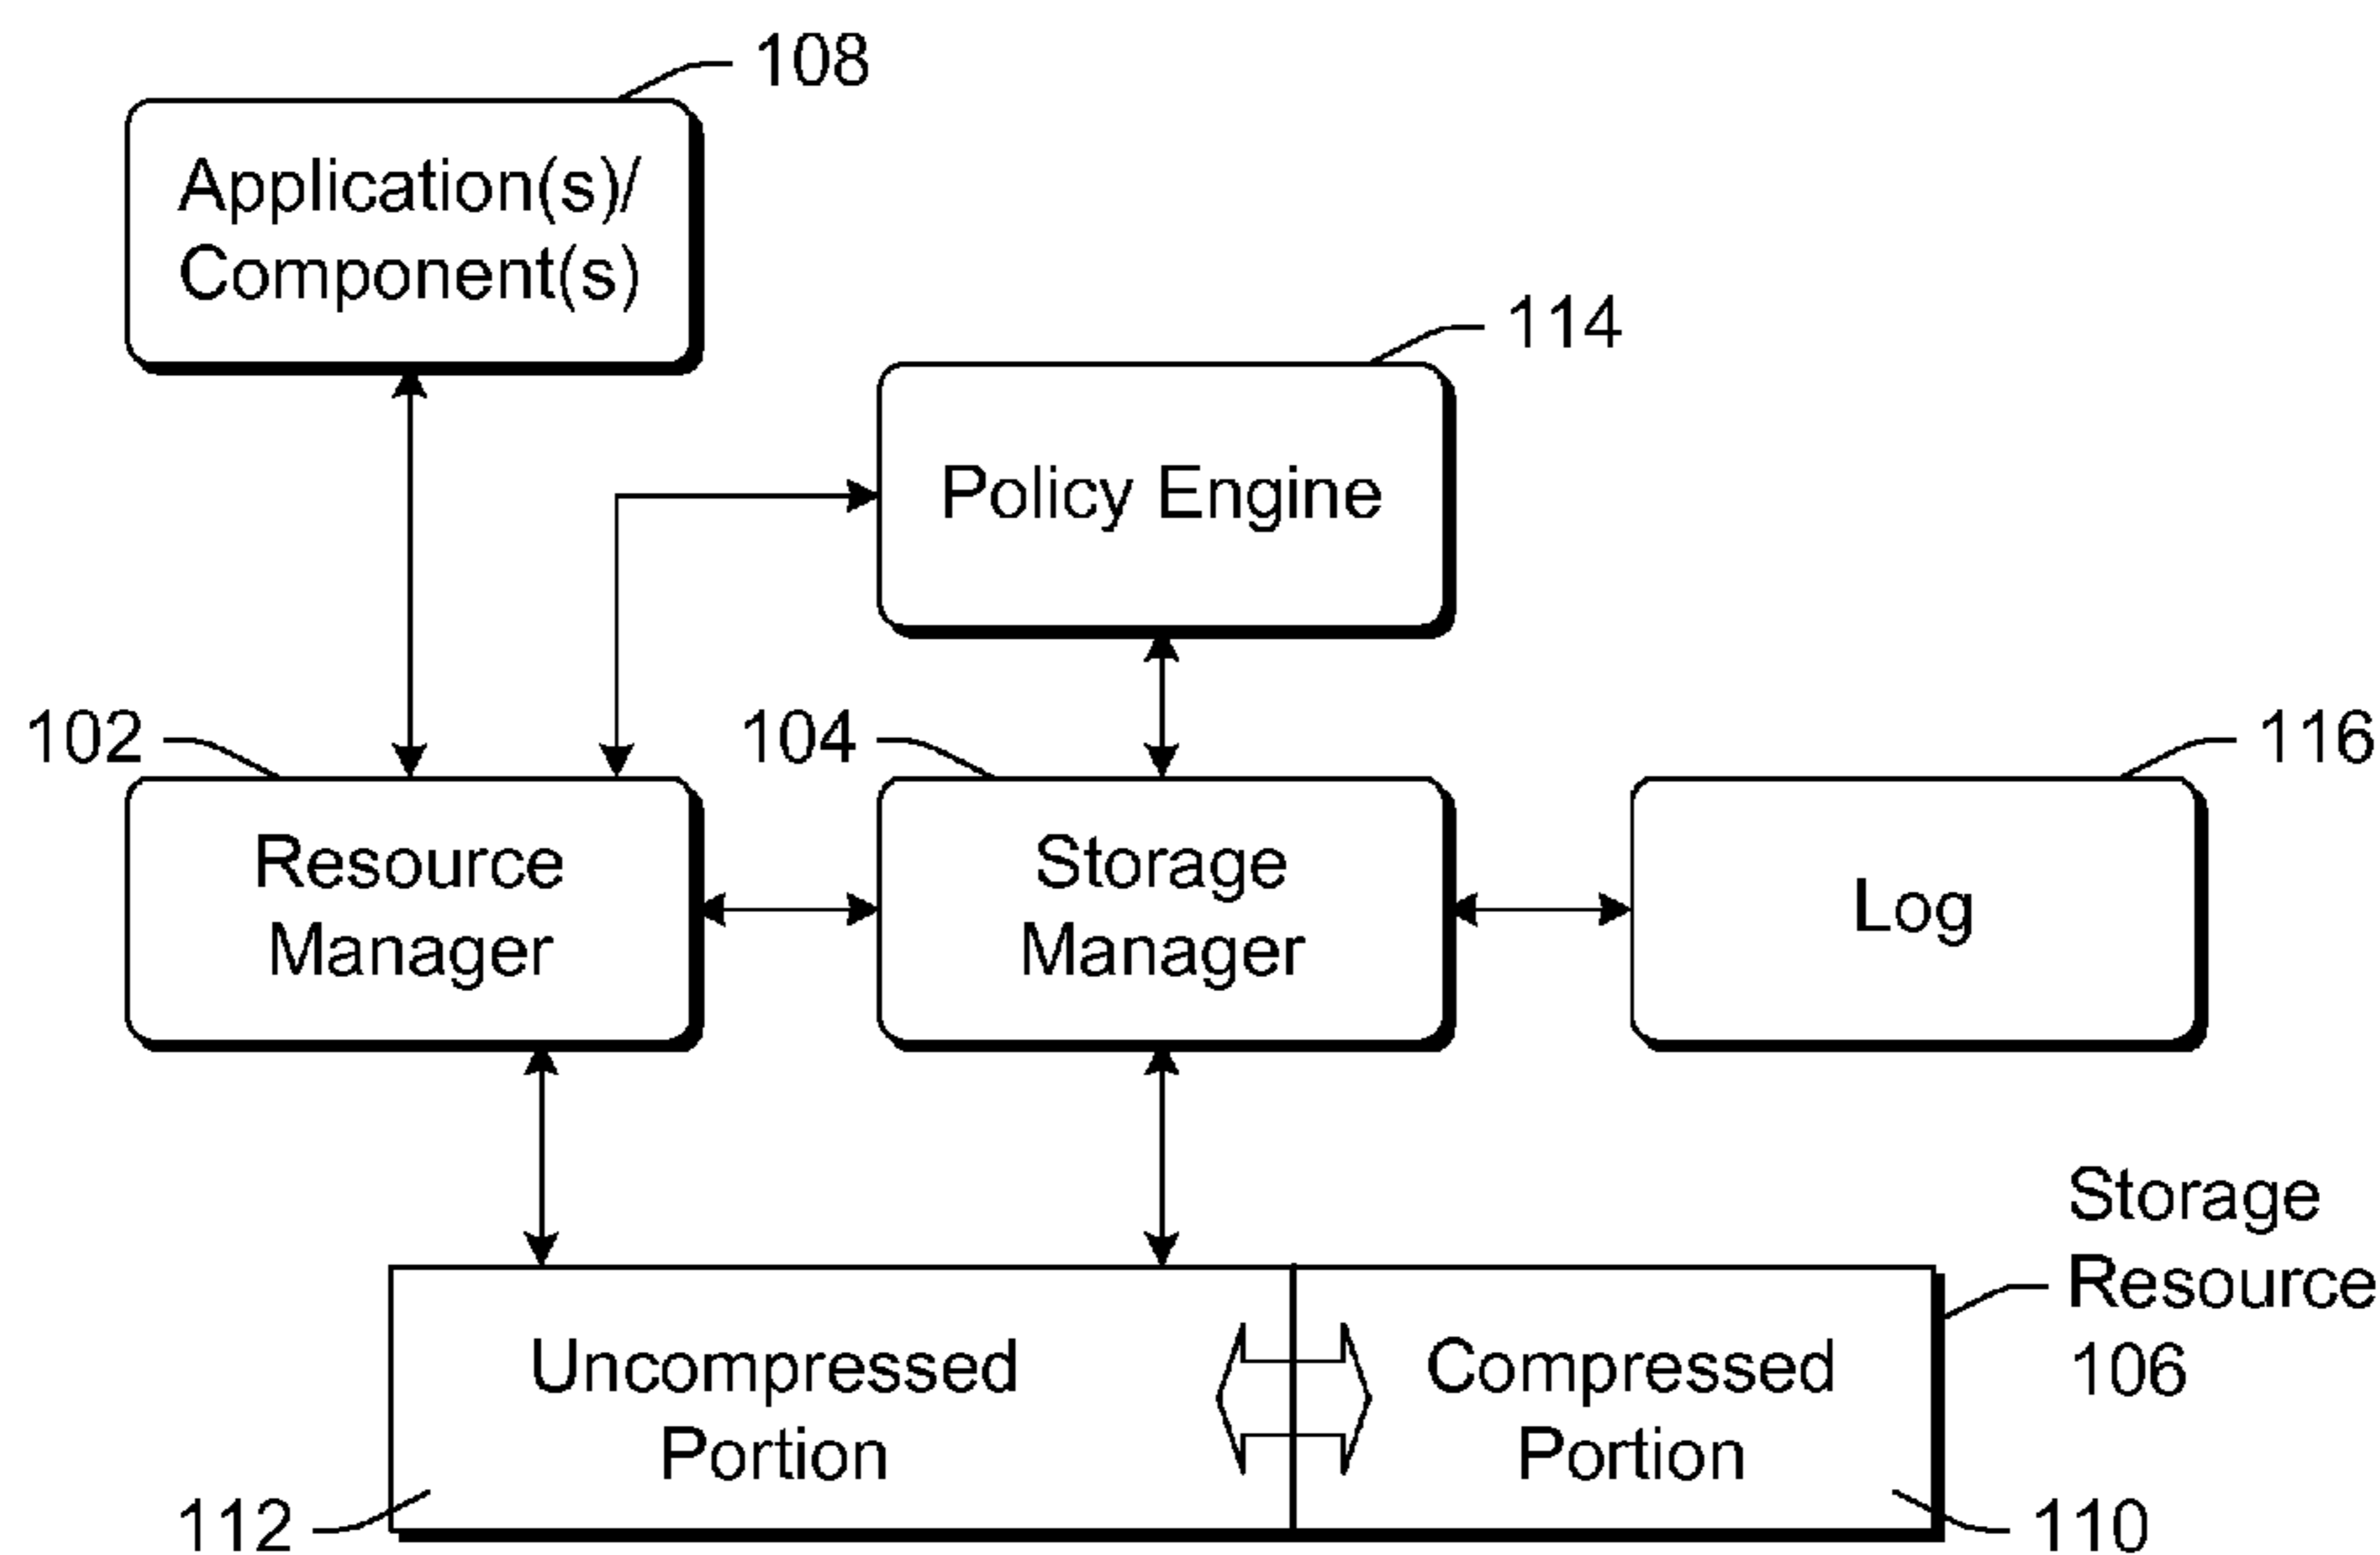 108
Application(s)/
Component(s)
114
Policy Engine
102
104
116
Resource
Manager
Storage
Manager
Log
Storage
Resource
106
Uncompressed
Portion
Compressed
Portion
112
110